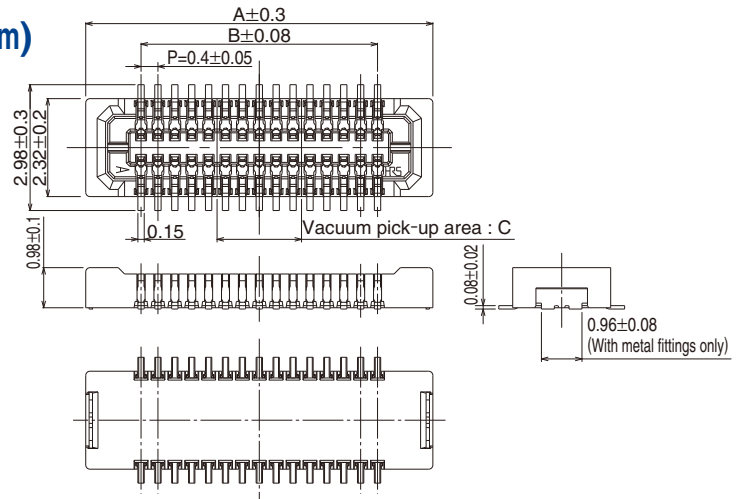 m)
A±0.3
B±0.08
P=0.4±0.05
2.98±0.3
2.32±0.2
A
HRS
0.15
Vacuum pick-up area : C
0.98±0.1
0.08±0.02
0.96±0.08
(With metal fittings only)